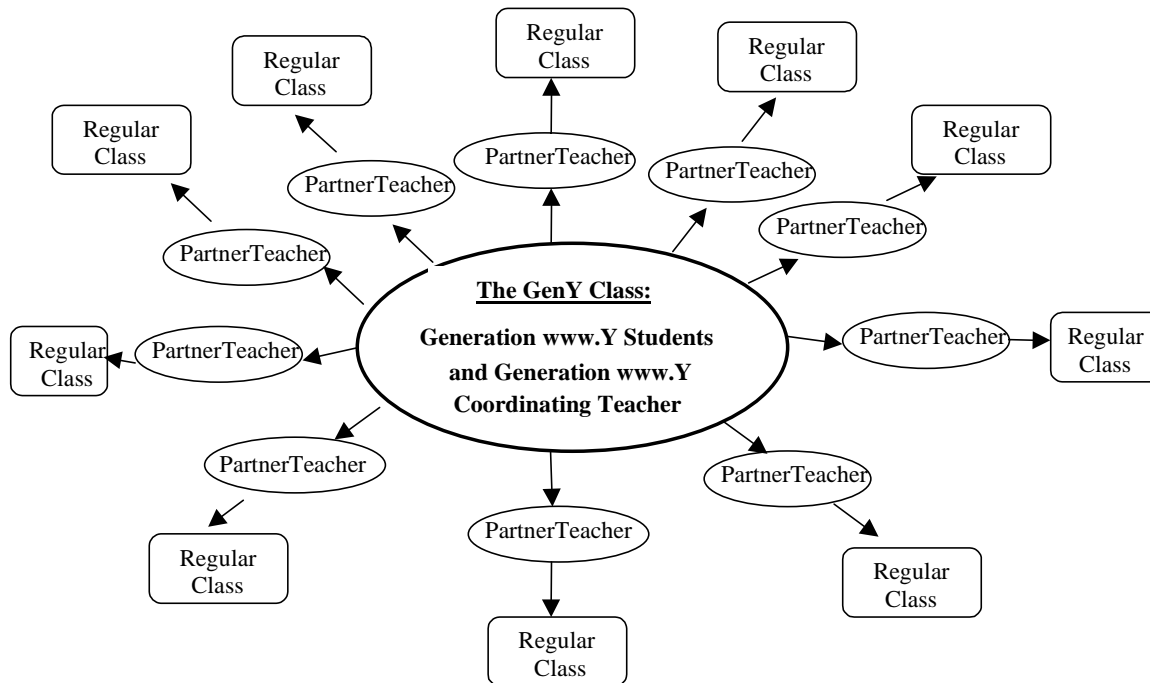 Regular
Class
Regular
Class
Regular
Class
Regular
Class
Regular
Class
Regular
Class
PartnerTeacher
PartnerTeacher
PartnerTeacher
PartnerTeacher
PartnerTeacher
The GenY Class:
Generation www.Y Students
and Generation www.Y
Coordinating Teacher
Regular
Class
PartnerTeacher
PartnerTeacher
Regular
Class
PartnerTeacher
PartnerTeacher
Regular
Class
PartnerTeacher
Regular
Class
Regular
Class